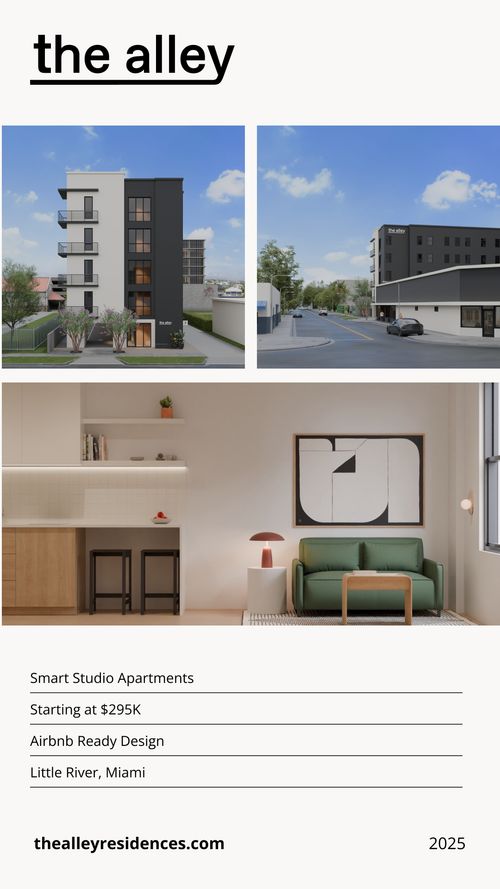 the alley
the alley
the alley
Smart Studio Apartments
Starting at $295K
Airbnb Ready Design
Little River, Miami
thealleyresidences.com
2025